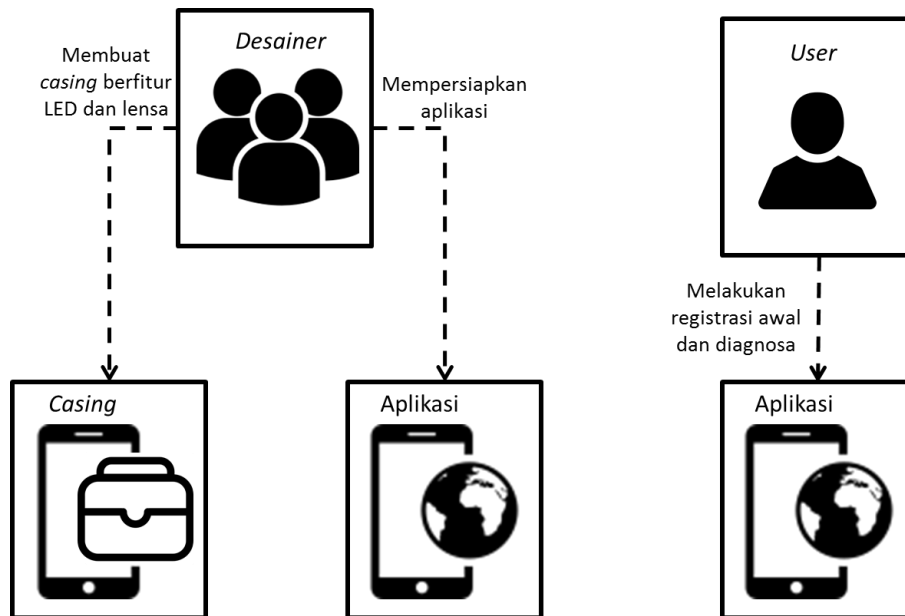 Desainer
Membuat
casing berfitur
LED dan lensa
Mempersiapkan
aplikasi
User
Melakukan
registrasi awal
dan diagnosa
Casing
Aplikasi
Aplikasi